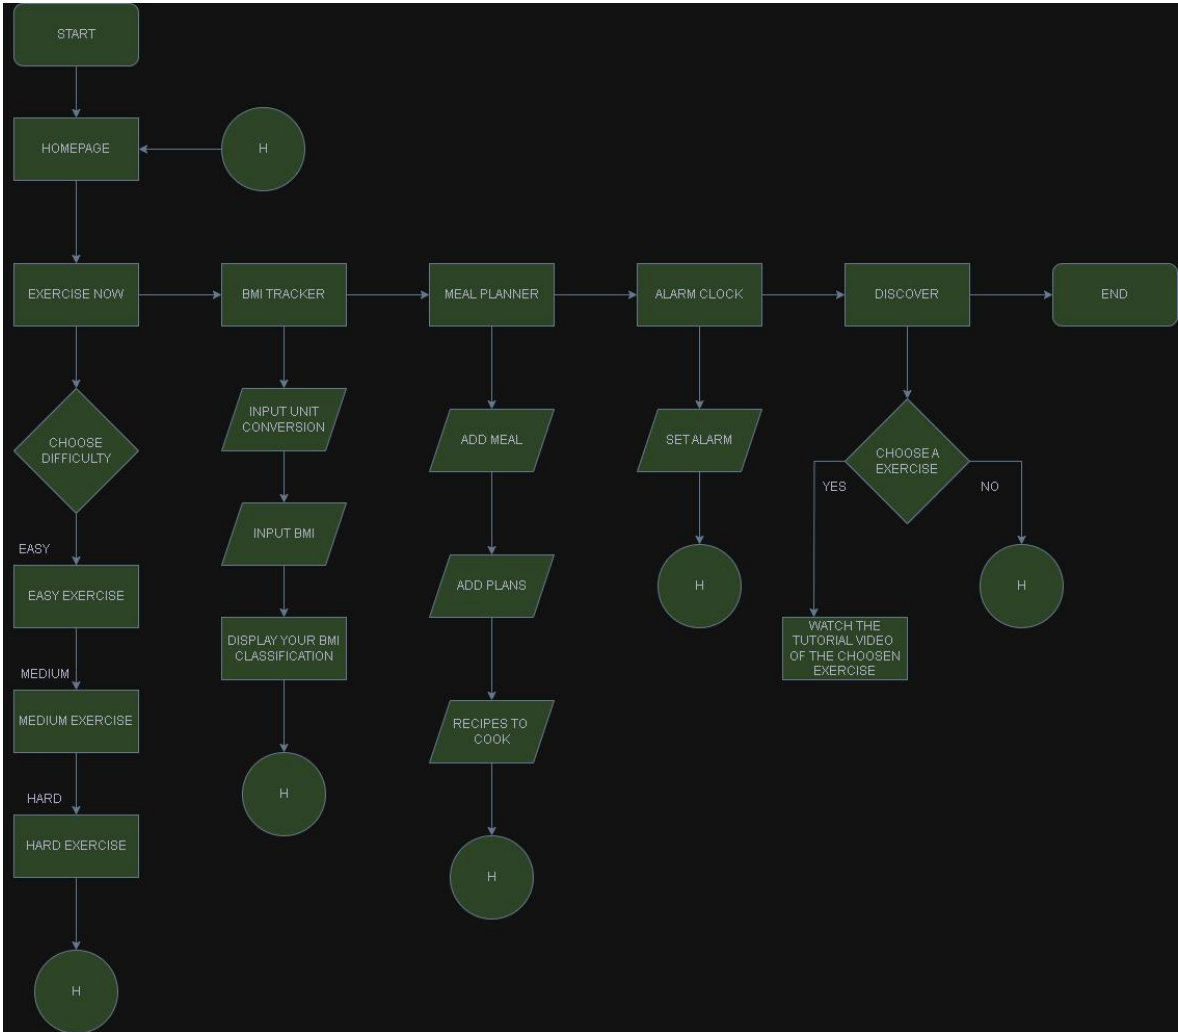 START
HOMEPAGE
H
EXERCISE NOW
BMI TRACKER
MEAL PLANNER
ALARM CLOCK
DISCOVER
END
CHOOSE
DIFFICULTY
EASY
EASY EXERCISE
MEDIUM
MEDIUM EXERCISE
HARD
HARD EXERCISE
H
INPUT UNIT
CONVERSION
INPUT BMI
DISPLAY YOUR BMI
CLASSIFICATION
H
ADD MEAL
ADD PLANS
RECIPES TO
COOK
H
SET ALARM
H
CHOOSE A
EXERCISE
YES
NO
WATCH THE
TUTORIAL VIDEO
OF THE CHOOSEN
EXERCISE
H